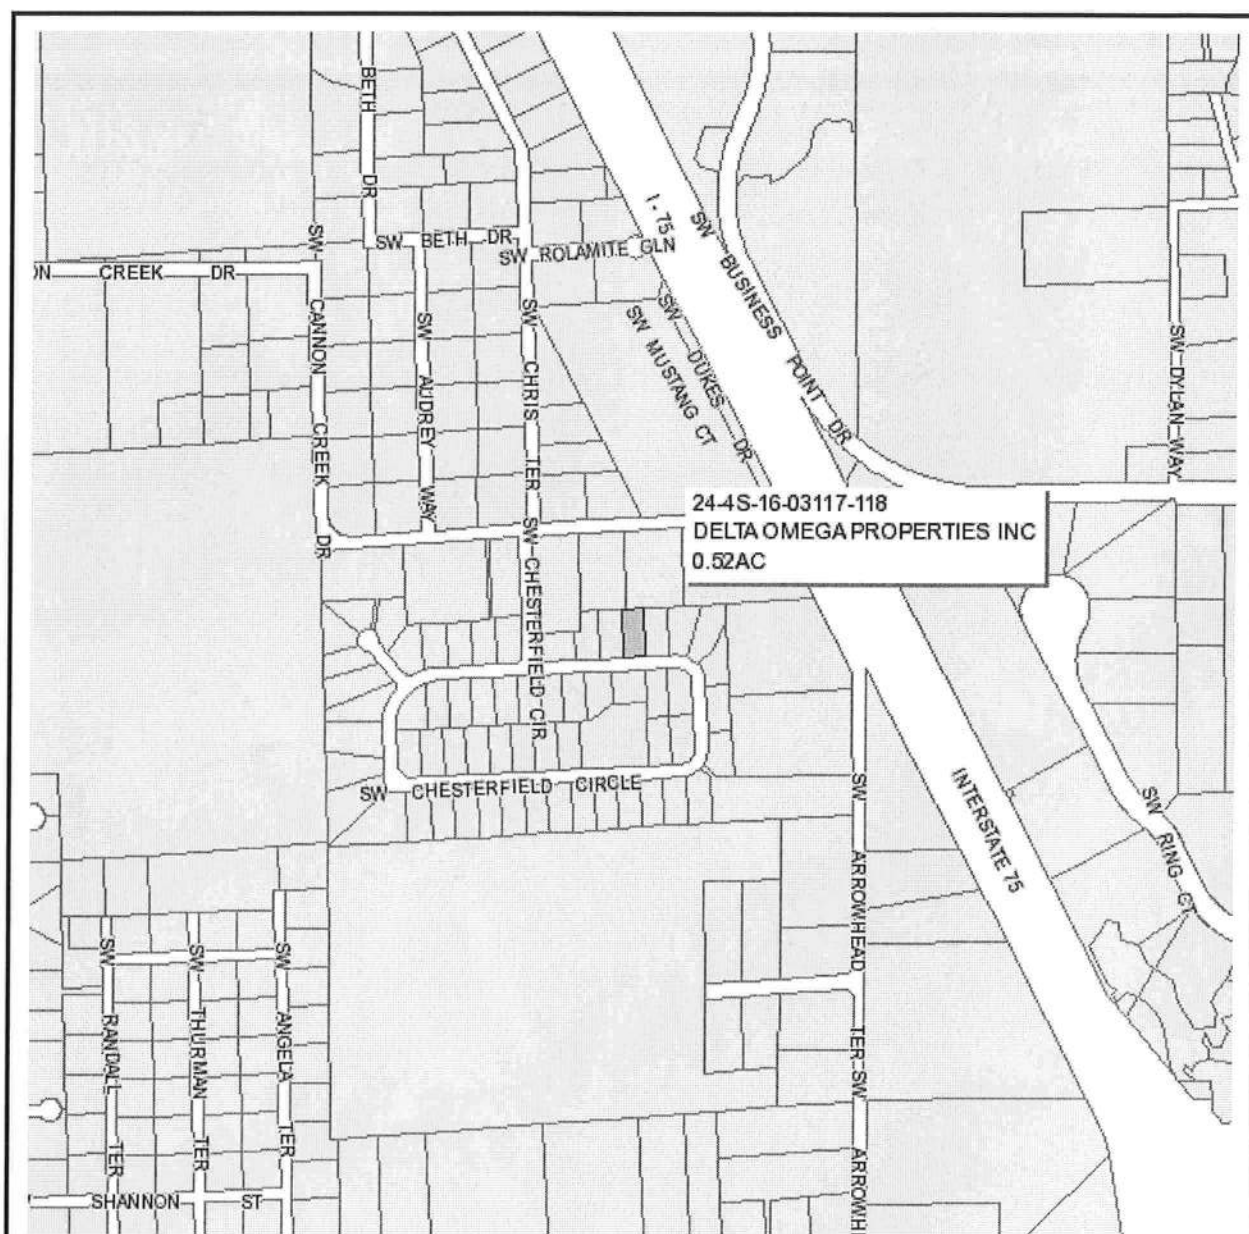 BETH DR
SW BETH DR
SW ROLAMITE GLN
I-75
SW BUSINESS POINT DR
ON CREEK DR
SW CANNON CREEK DR
SW AUDREY WAY
SW CHRIS TER
SW DUKES DR
SW MUSTANG CT
SW DYLAN WAY
24-4S-16-03117-118
DELTA OMEGA PROPERTIES INC
0.52AC
SW CHESTERFIELD CIR
SW CHESTERFIELD CIRCLE
INTERSTATE 75
SW RING CT
SW ARROWHEAD TER
SW ARROWH
SW RANDALL TER
SW THURMAN TER
SW ANGELA TER
SHANNON ST